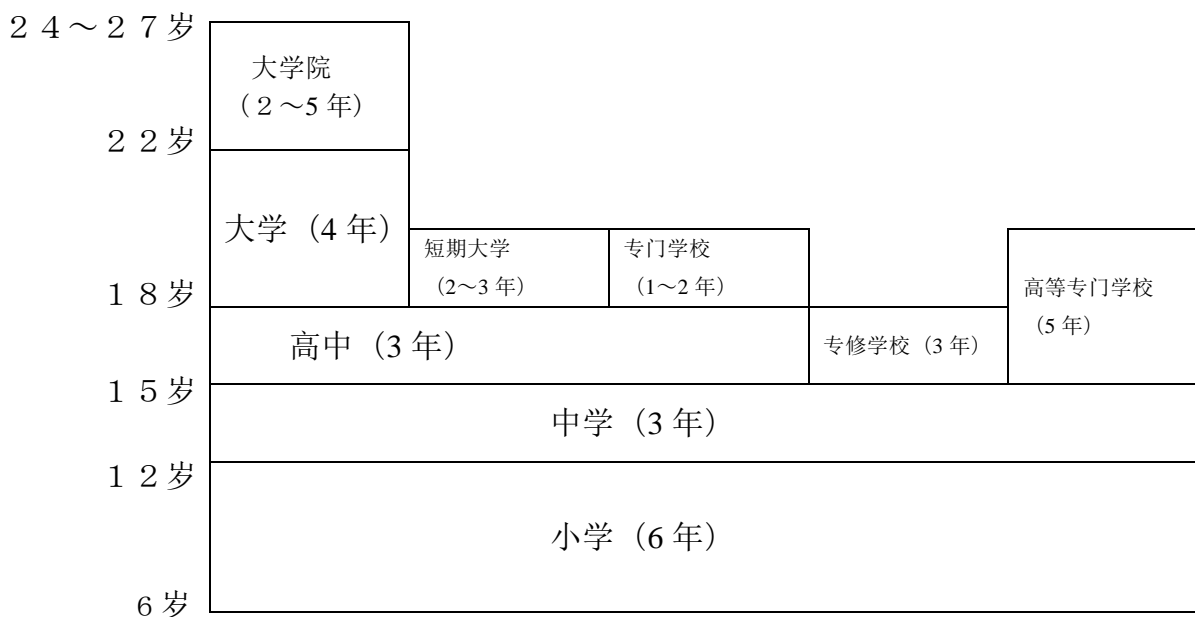 ２４～２７岁
大学院
（２～5 年）
２２岁
大学（4 年）
短期大学
（2～3 年）
专门学校
（1～2 年）
１８岁
高等专门学校
（5 年）
高中（3 年）
专修学校（3 年）
１５岁
中学（3 年）
１２岁
小学（6 年）
6 岁